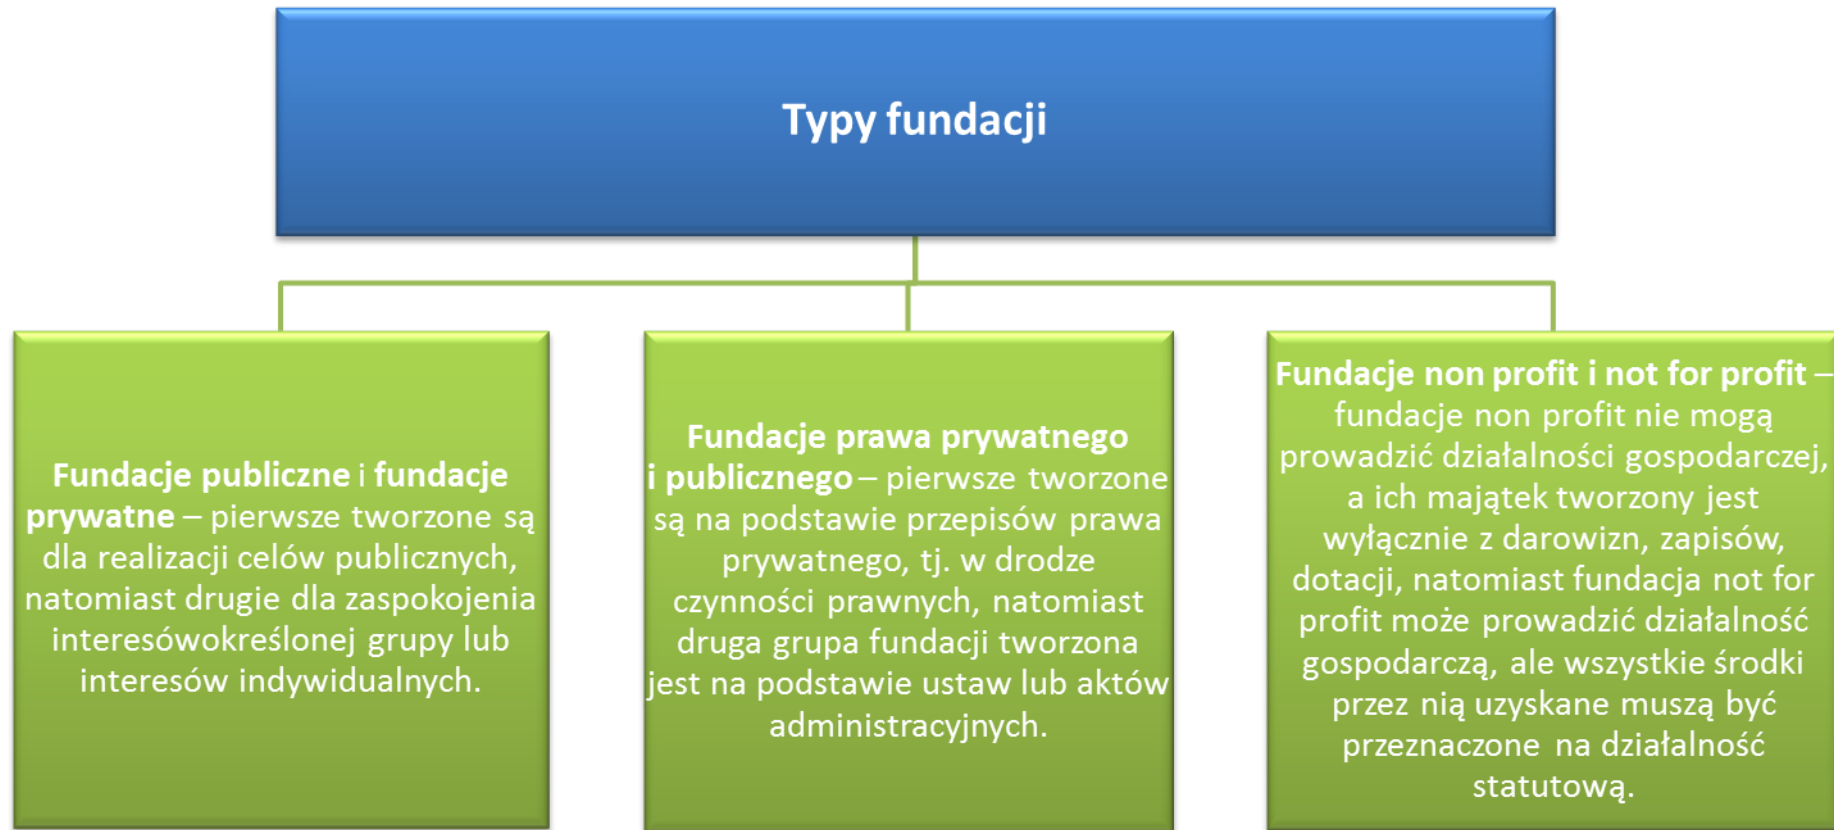 Typy fundacji
Fundacje publiczne i fundacje
prywatne – pierwsze tworzone są
dla realizacji celów publicznych,
natomiast drugie dla zaspokojenia
interesówokreślonej grupy lub
interesów indywidualnych.
Fundacje prawa prywatnego
i publicznego – pierwsze tworzone
są na podstawie przepisów prawa
prywatnego, tj. w drodze
czynności prawnych, natomiast
druga grupa fundacji tworzona
jest na podstawie ustaw lub aktów
administracyjnych.
Fundacje non profit i not for profit –
fundacje non profit nie mogą
prowadzić działalności gospodarczej,
a ich majątek tworzony jest
wyłącznie z darowizn, zapisów,
dotacji, natomiast fundacja not for
profit może prowadzić działalność
gospodarczą, ale wszystkie środki
przez nią uzyskane muszą być
przeznaczone na działalność
statutową.